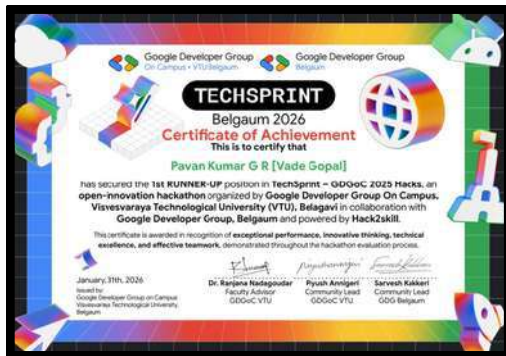 Google Developer Group
On Campus • VTU Belgaum
Google Developer Group
Belgaum
TECHSPRINT
Belgaum 2026
Certificate of Achievement
This is to certify that
Pavan Kumar G R [Vade Gopal]
has secured the 1st RUNNER-UP position in TechSprint – GDGoC 2025 Hacks, an
open-innovation hackathon organized by Google Developer Group On Campus,
Visvesvaraya Technological University (VTU), Belagavi in collaboration with
Google Developer Group, Belgaum and powered by Hack2skill.
This certificate is awarded in recognition of exceptional performance, innovative thinking, technical
excellence, and effective teamwork, demonstrated throughout the hackathon evaluation process.
January, 31th, 2026
Issued by:
Google Developer Group on Campus
Visvesvaraya Technological University,
Belgaum
Dr. Ranjana Nadagoudar
Faculty Advisor
GDGoC VTU
Piyush Annigeri
Community Lead
GDGoC VTU
Sarvesh Kakkeri
Community Lead
GDG Belgaum